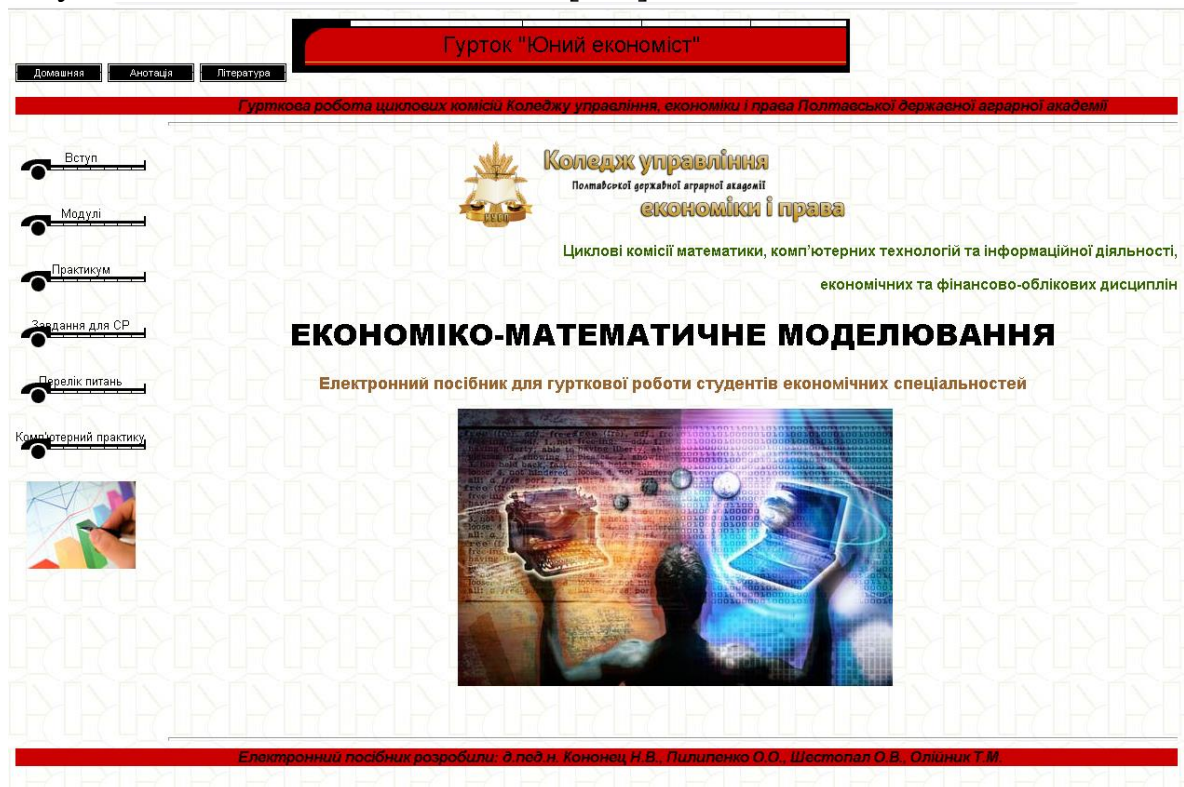 Гурток "Юний економіст"
Домашняя
Анотація
Література
Гурткова робота циклових комісій Коледжу управління, економіки і права Полтавської державної аграрної академії
Вступ
Модулі
Практикум
Завдання для СР
Перелік питань
Комп'ютерний практику
Коледж управління
Полтавської державної аграрної академії
економіки і права
Циклові комісії математики, комп'ютерних технологій та інформаційної діяльності,
економічних та фінансово-облікових дисциплін
ЕКОНОМІКО-МАТЕМАТИЧНЕ МОДЕЛЮВАННЯ
Електронний посібник для гурткової роботи студентів економічних спеціальностей
Електронний посібник розробили: д.пед.н. Кононец Н.В., Пилипенко О.О., Шестопал О.В., Олійник Т.М.